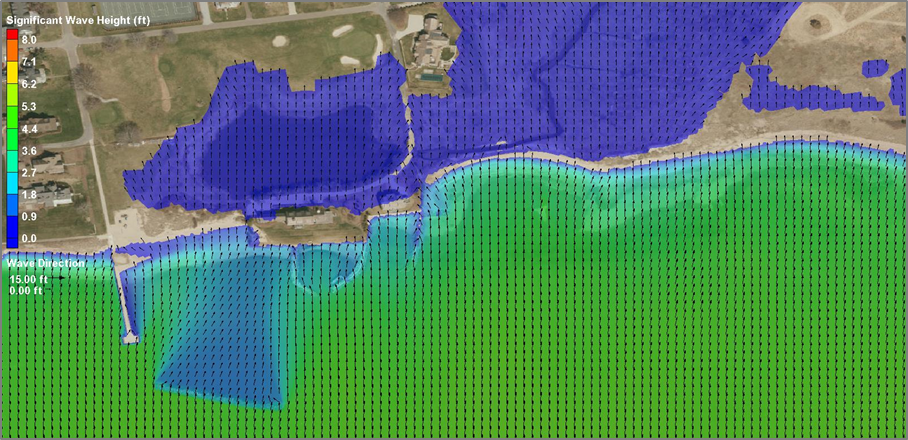 Significant Wave Height (ft)
8.0
7.1
6.2
5.3
4.4
3.6
2.7
1.8
0.9
0.0
Wave Direction
15.00 ft
0.00 ft